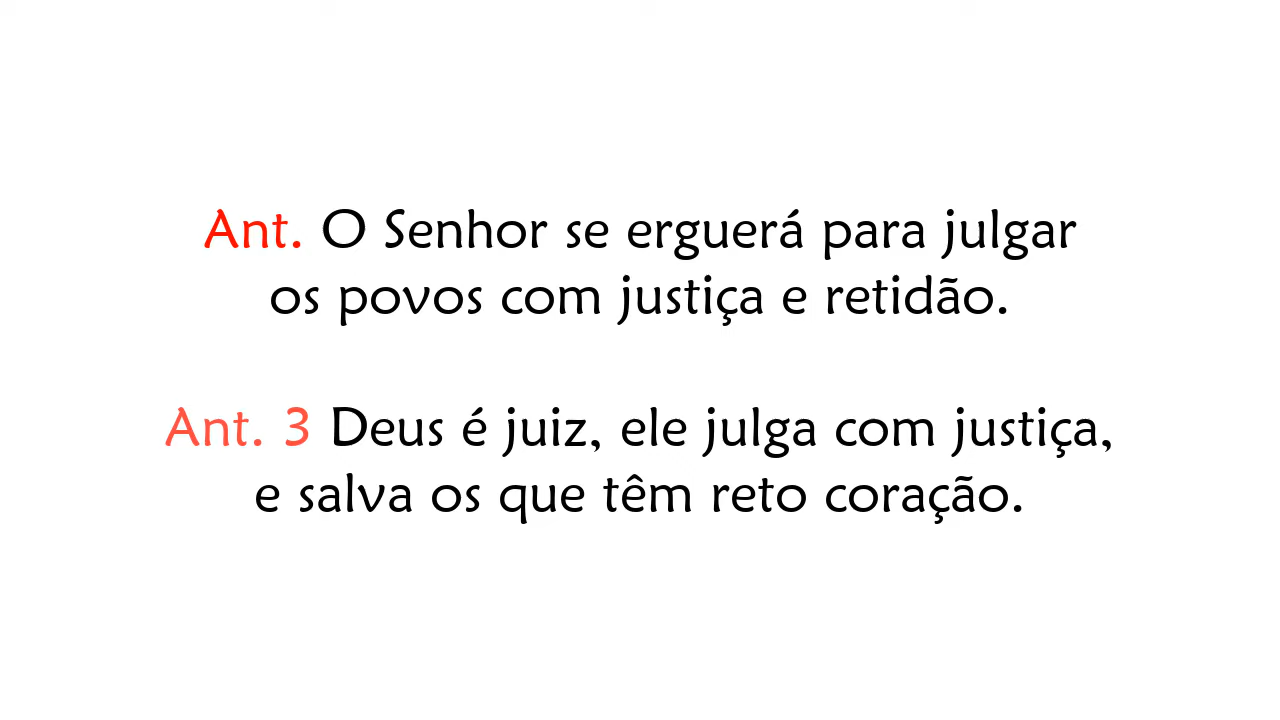 Ant. O Senhor se erguerá para julgar
os povos com justiça e retidão.
Ant. 3 Deus é juiz, ele julga com justiça,
e salva os que têm reto coração.